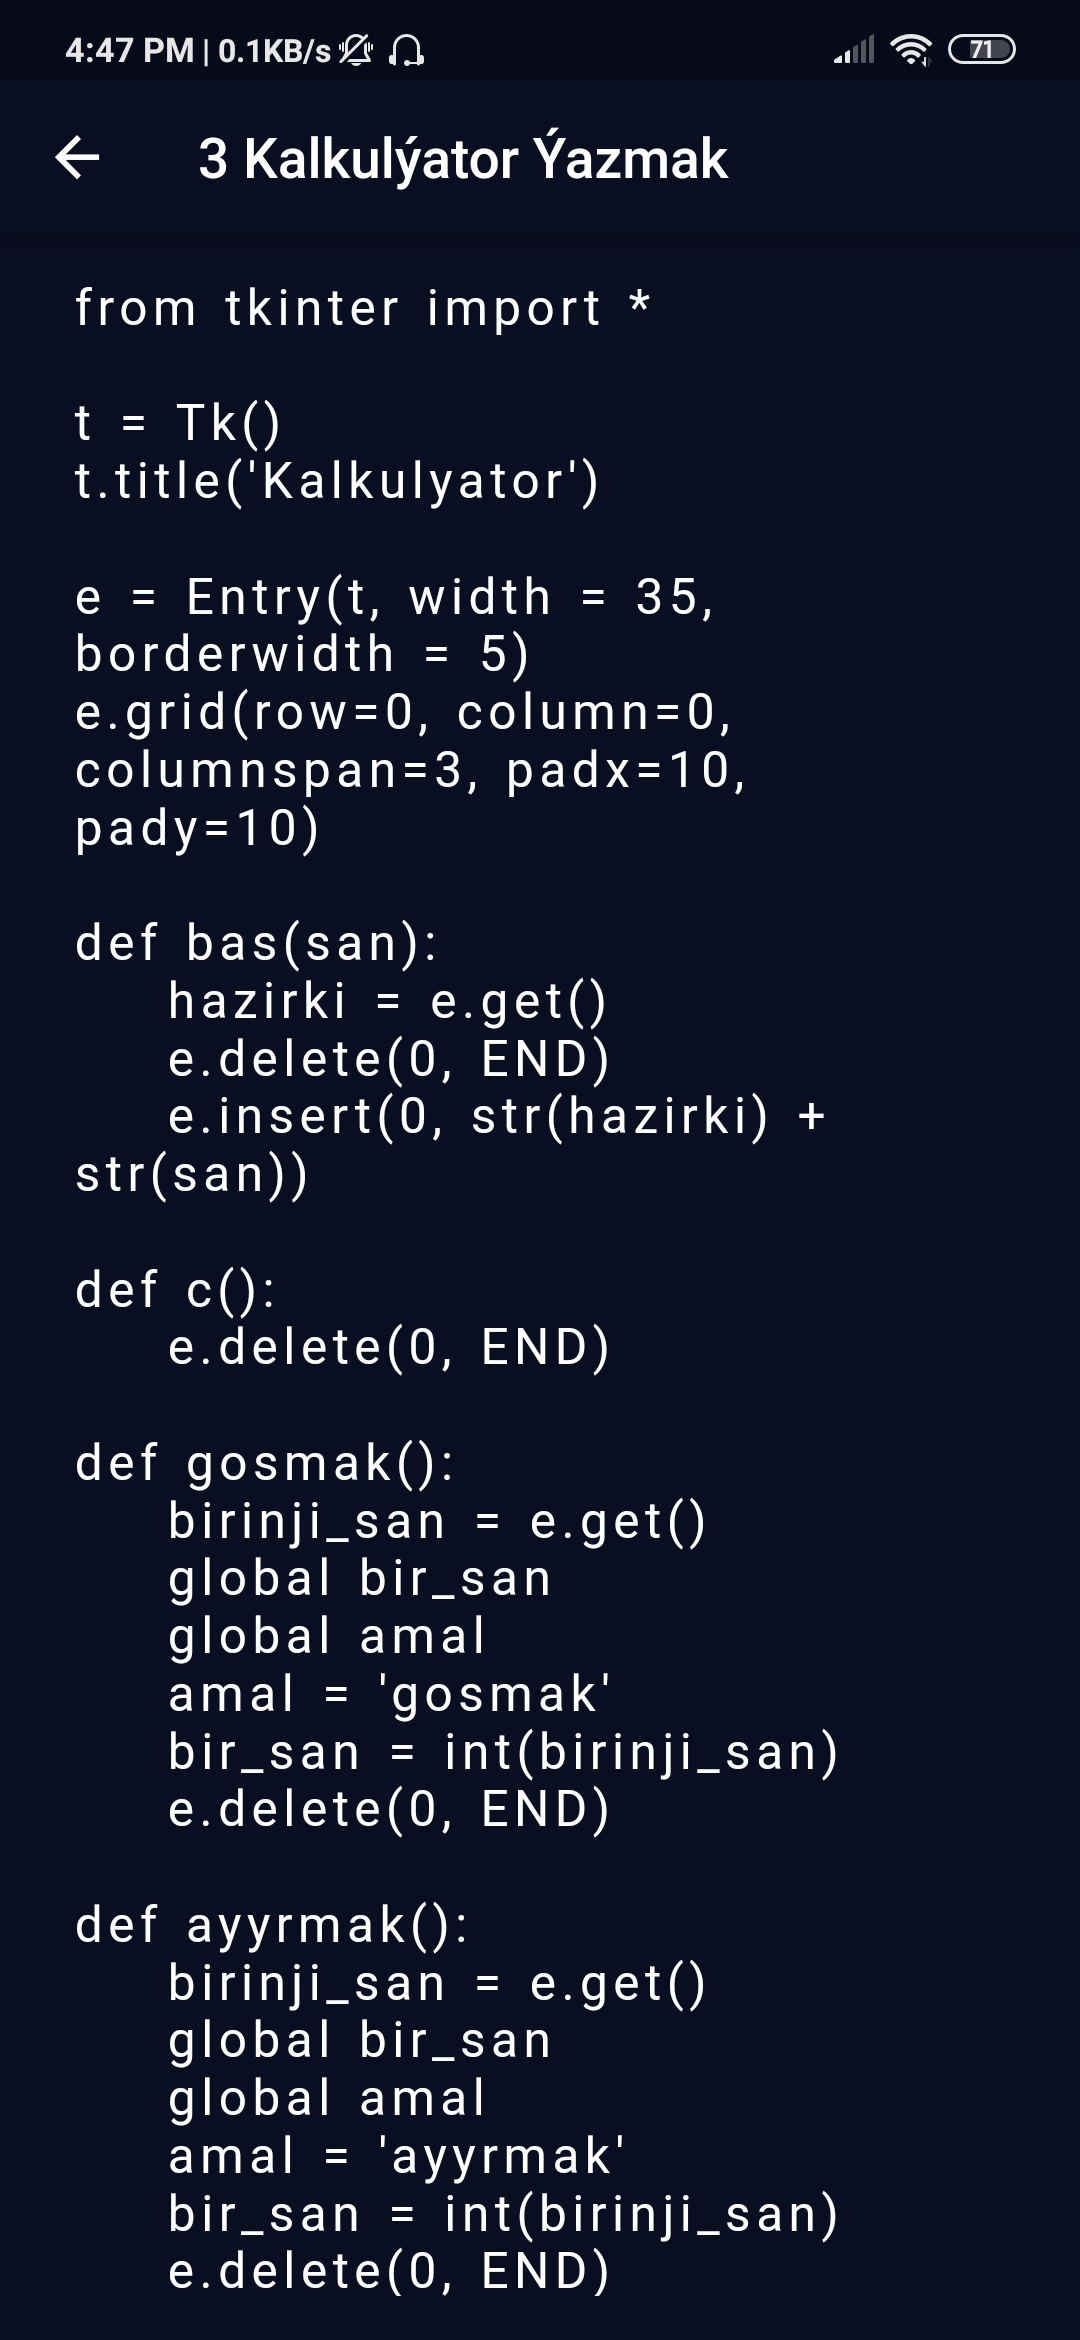 4:47 PM | 0.1KB/s
71
3 Kalkulýator Ýazmak
from tkinter import *
t = Tk()
t.title('Kalkulyator')
e = Entry(t, width = 35,
borderwidth = 5)
e.grid(row=0, column=0,
columnspan=3, padx=10,
pady=10)
def bas(san):
    hazirki = e.get()
    e.delete(0, END)
    e.insert(0, str(hazirki) +
str(san))
def c():
    e.delete(0, END)
def gosmak():
    birinji_san = e.get()
    global bir_san
    global amal
    amal = 'gosmak'
    bir_san = int(birinji_san)
    e.delete(0, END)
def ayyrmak():
    birinji_san = e.get()
    global bir_san
    global amal
    amal = 'ayyrmak'
    bir_san = int(birinji_san)
    e.delete(0, END)